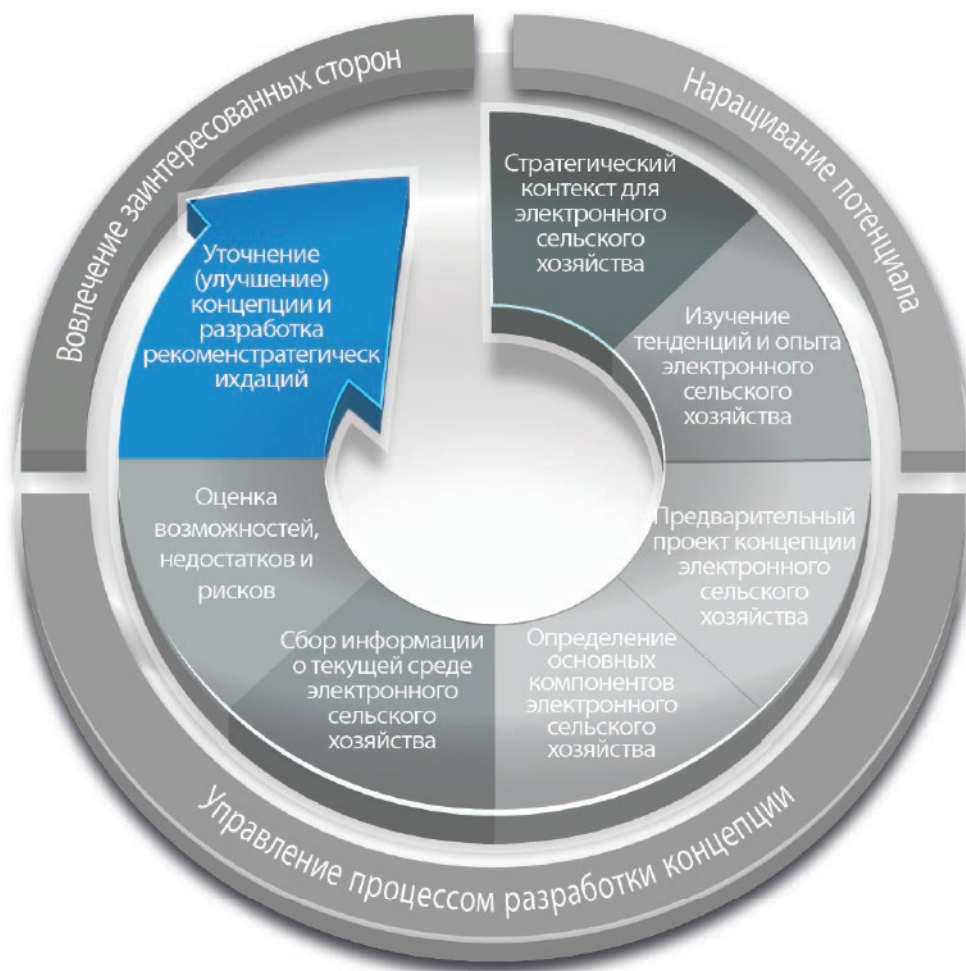 Вовлечение заинтересованных сторон
Наращивание потенциала
Стратегический
контекст для
электронного
сельского
хозяйства
Изучение
тенденций и опыта
электронного
сельского
хозяйства
Предварительный
проект концепции
электронного
сельского
хозяйства
Определение
основных
компонентов
электронного
сельского
хозяйства
Сбор информации
о текущей среде
электронного
сельского
хозяйства
Оценка
возможностей,
недостатков и
рисков
Уточнение
(улучшение)
концепции и
разработка
рекоменстратегическ
ихдаций
Управление процессом разработки концепции